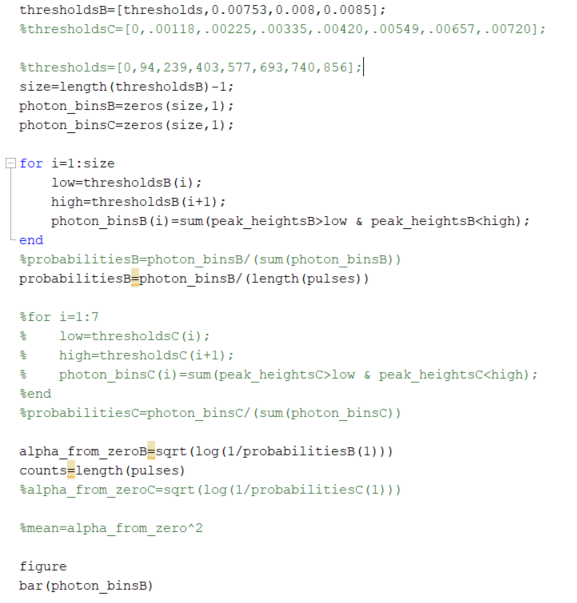 thresholdsB=[thresholds,0.00753,0.008,0.0085];
%thresholdsC=[0,.00118,.00225,.00335,.00420,.00549,.00657,.00720];
%thresholds=[0,94,239,403,577,693,740,856];
size=length(thresholdsB)-1;
photon_binsB=zeros(size,1);
photon_binsC=zeros(size,1);
for i=1:size
low=thresholdsB(i);
high=thresholdsB(i+1);
photon_binsB(i)=sum(peak_heightsB>low & peak_heightsB<high);
end
%probabilitiesB=photon_binsB/(sum(photon_binsB))
probabilitiesB=photon_binsB/(length(pulses))
%for i=1:7
%    low=thresholdsC(i);
%    high=thresholdsC(i+1);
%    photon_binsC(i)=sum(peak_heightsC>low & peak_heightsC<high);
%end
%probabilitiesC=photon_binsC/(sum(photon_binsC))
alpha_from_zeroB=sqrt(log(1/probabilitiesB(1)))
counts=length(pulses)
%alpha_from_zeroC=sqrt(log(1/probabilitiesC(1)))
%mean=alpha_from_zero^2
figure
bar(photon_binsB)